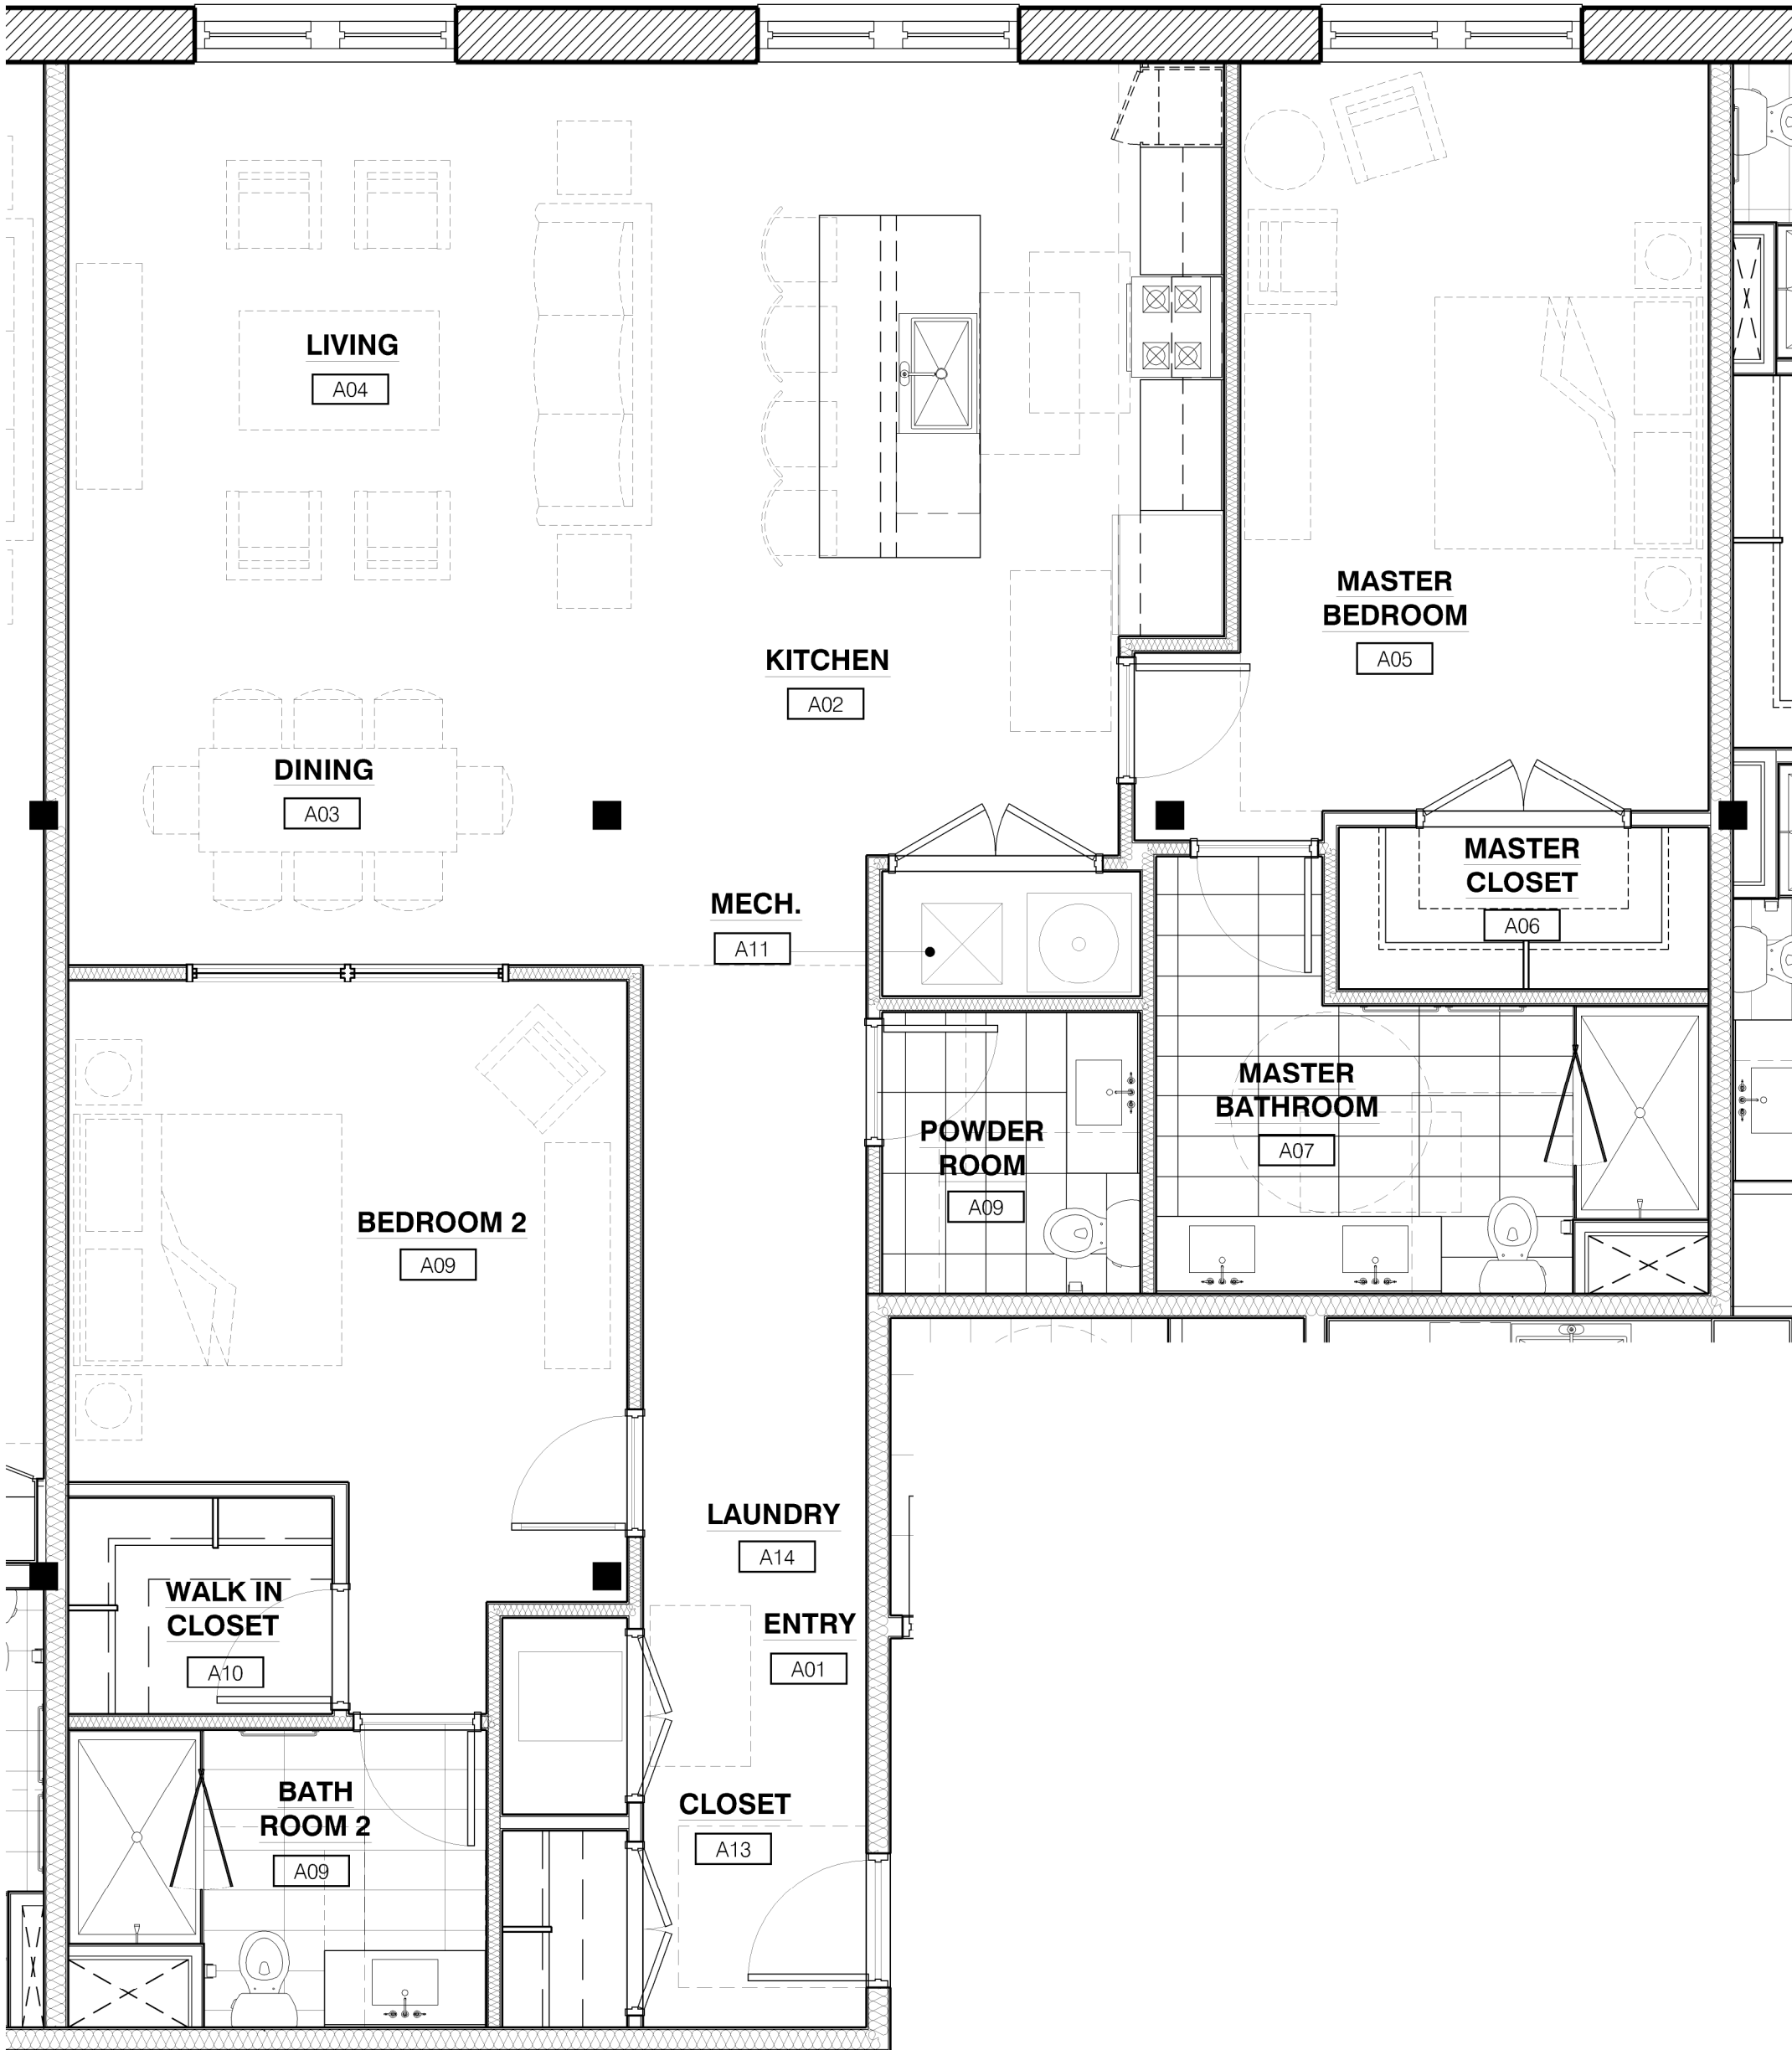 LIVING
A04
MASTER
BEDROOM
A05
KITCHEN
A02
DINING
A03
MASTER
CLOSET
A06
MECH.
A11
MASTER
BATHROOM
A07
POWDER
ROOM
A09
BEDROOM 2
A09
LAUNDRY
A14
WALK IN
CLOSET
A10
ENTRY
A01
BATH
ROOM 2
A09
CLOSET
A13